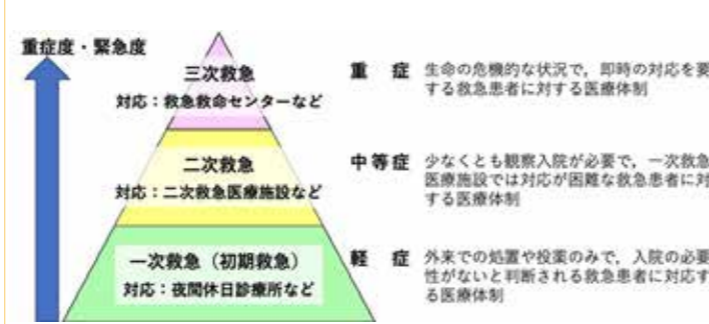 重症度・緊急度
三次救急
対応：救急救命センターなど
重　症
生命の危機的な状況で，即時の対応を要
する救急患者に対する医療体制
二次救急
対応：二次救急医療施設など
中等症
少なくとも観察入院が必要で，一次救急
医療施設では対応が困難な救急患者に対
する医療体制
一次救急（初期救急）
対応：夜間休日診療所など
軽　症
外来での処置や投薬のみで，入院の必要
性がないと判断される救急患者に対応す
る医療体制